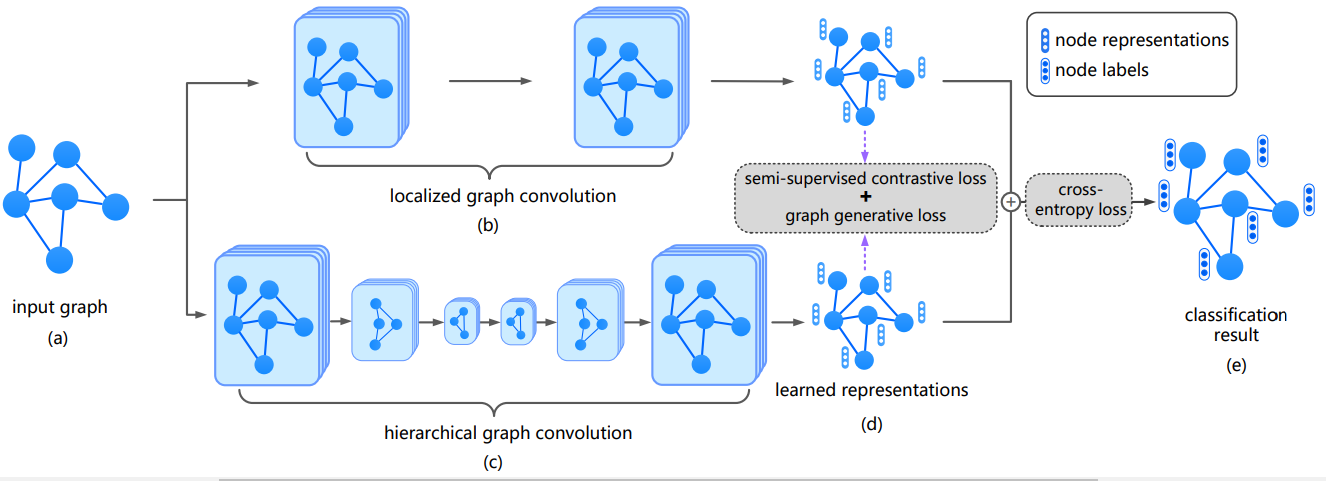 node representations
node labels
input graph
(a)
localized graph convolution
(b)
hierarchical graph convolution
(c)
semi-supervised contrastive loss
+
graph generative loss
learned representations
(d)
+
cross-
entropy loss
classification
result
(e)